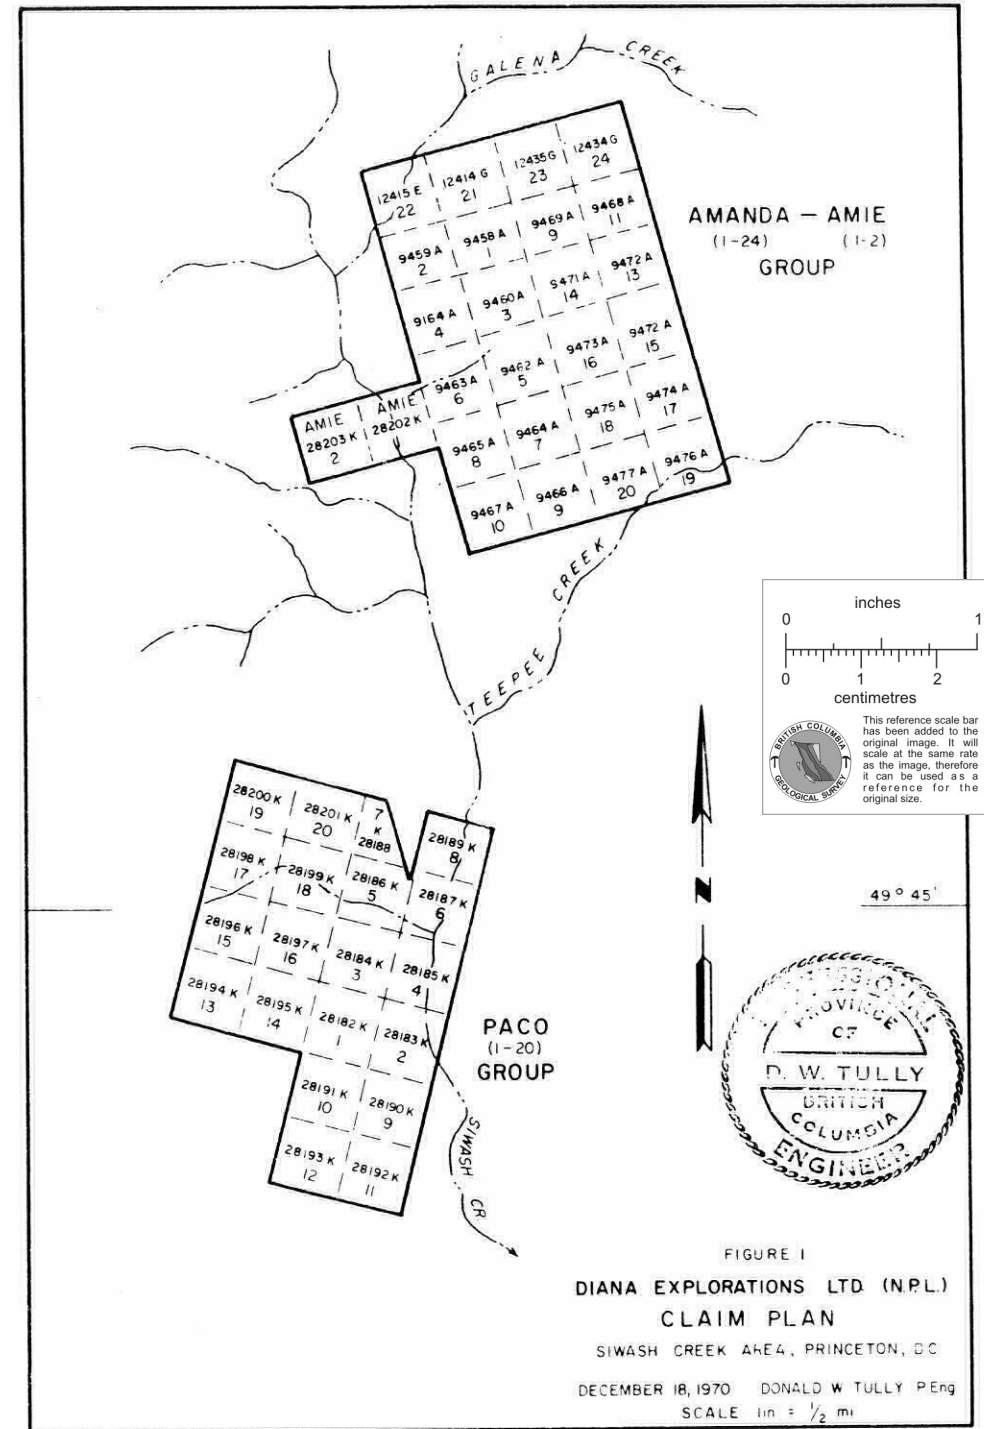 GALENA CREEK
12415 E
22
12414 G
21
12435 G
23
12434 G
24
AMANDA — AMIE
(1-24) (1-2)
GROUP
9459 A
2
9458 A
1
9469 A
9
9468 A
11
9164 A
4
9460 A
3
9471 A
14
9472 A
13
9463 A
6
9462 A
5
9473 A
16
9472 A
15
AMIE
28203 K
2
AMIE
28202 K
9465 A
8
9464 A
7
9475 A
18
9474 A
17
9467 A
10
9466 A
9
9477 A
20
9476 A
19
TEEPEE CREEK
inches
0 1
0 1 2
centimetres
BRITISH COLUMBIA
GEOLOGICAL SURVEY
This reference scale bar
has been added to the
original image. It will
scale at the same rate
as the image, therefore
it can be used as a
reference for the
original size.
28200 K
19
28201 K
20
7
K
28188
28189 K
8
28198 K
17
28199 K
18
28186 K
5
28187 K
6
N
49° 45'
28196 K
15
28197 K
16
28184 K
3
28185 K
4
28194 K
13
28195 K
14
28182 K
1
28183 K
2
PACO
(1-20)
GROUP
28191 K
10
28190 K
9
28193 K
12
28192 K
11
SIWASH CR.
PROVINCE
OF
D. W. TULLY
BRITISH
COLUMBIA
ENGINEER
FIGURE 1
DIANA EXPLORATIONS LTD. (N.P.L.)
CLAIM PLAN
SIWASH CREEK AREA, PRINCETON, BC
DECEMBER 18, 1970 DONALD W TULLY P.Eng
SCALE 1in = 1/2 mi